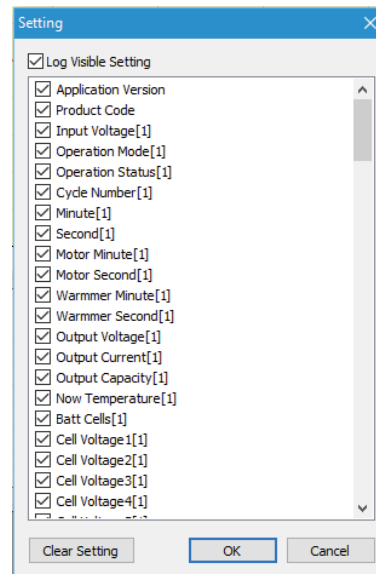 Setting
Log Visible Setting
Application Version
Product Code
Input Voltage[1]
Operation Mode[1]
Operation Status[1]
Cycle Number[1]
Minute[1]
Second[1]
Motor Minute[1]
Motor Second[1]
Warmmer Minute[1]
Warmmer Second[1]
Output Voltage[1]
Output Current[1]
Output Capacity[1]
Now Temperature[1]
Batt Cells[1]
Cell Voltage1[1]
Cell Voltage2[1]
Cell Voltage3[1]
Cell Voltage4[1]
Clear Setting OK Cancel